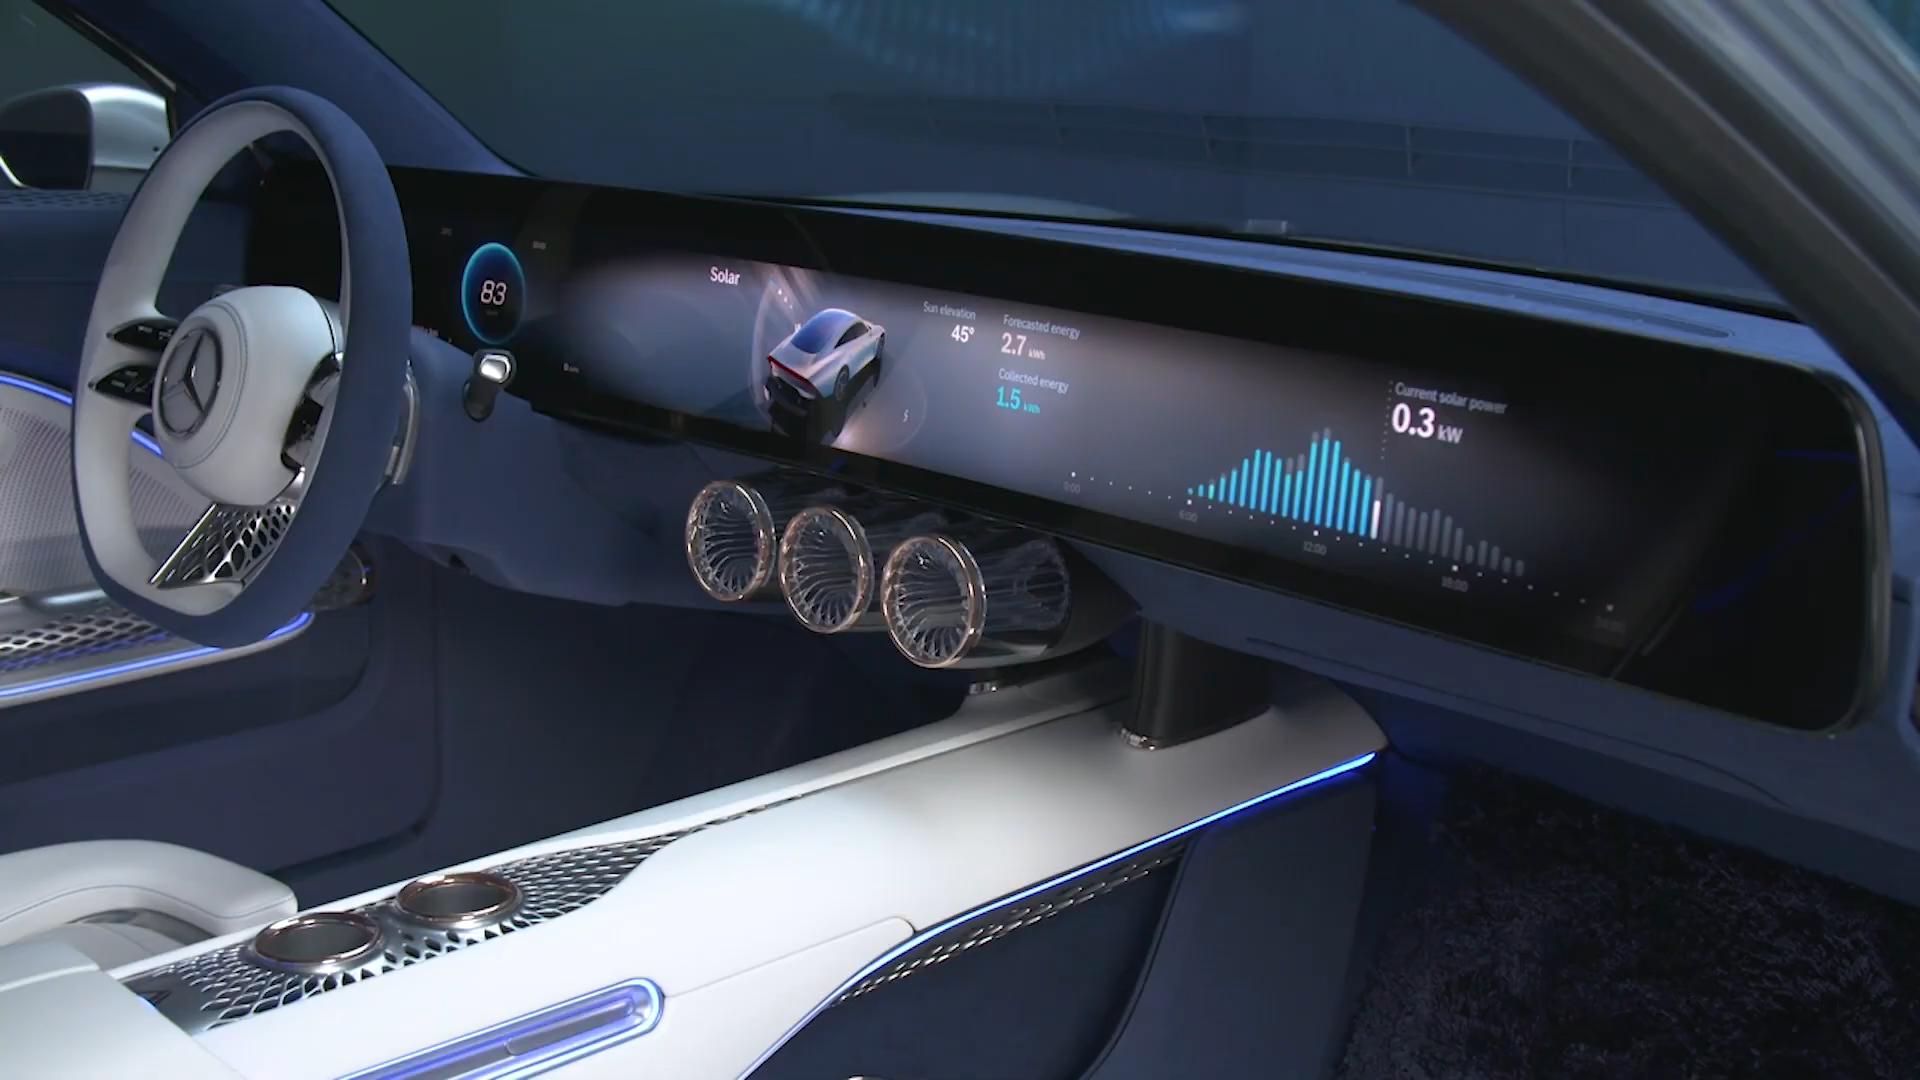 83
Solar
Sun elevation
45°
Forecasted energy
2.7 kWh
Collected energy
1.5 kWh
Current solar power
0.3 kW
0:00
6:00
12:00
18:00